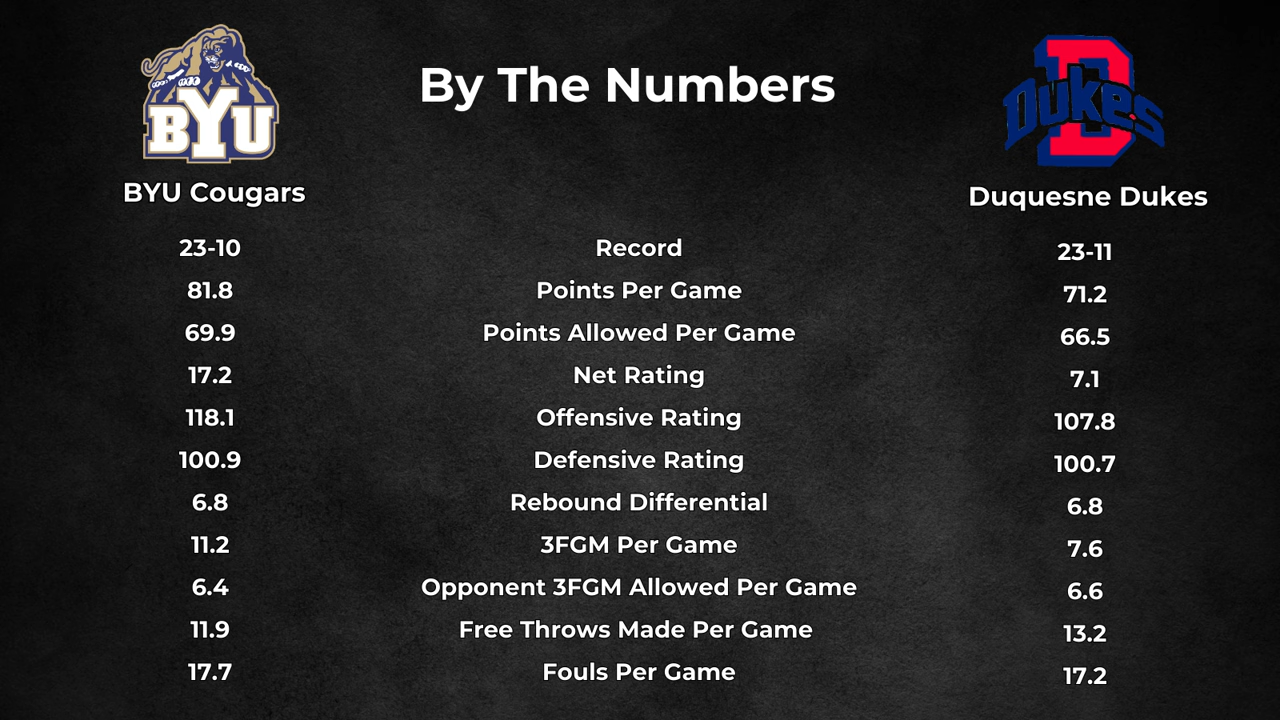 BYU
By The Numbers
Dukes
D
BYU Cougars
Duquesne Dukes
23-10 Record 23-11
81.8 Points Per Game 71.2
69.9 Points Allowed Per Game 66.5
17.2 Net Rating 7.1
118.1 Offensive Rating 107.8
100.9 Defensive Rating 100.7
6.8 Rebound Differential 6.8
11.2 3FGM Per Game 7.6
6.4 Opponent 3FGM Allowed Per Game 6.6
11.9 Free Throws Made Per Game 13.2
17.7 Fouls Per Game 17.2